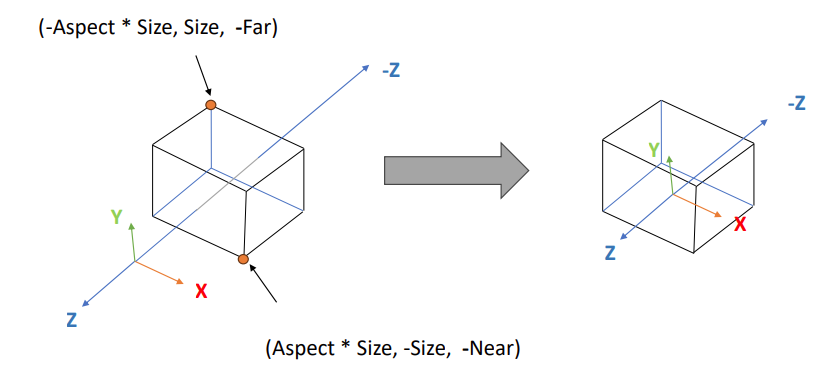 (-Aspect * Size, Size, -Far)
-Z
-Z
Y
Y
X
X
Z
Z
(Aspect * Size, -Size, -Near)